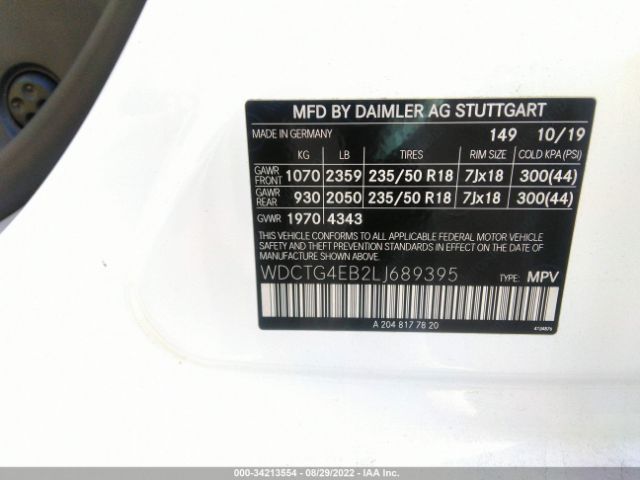 MFD BY DAIMLER AG STUTTGART
MADE IN GERMANY 149 10/19
KG LB TIRES RIM SIZE COLD KPA (PSI)
GAWR FRONT 1070 2359 235/50 R18 7Jx18 300(44)
GAWR REAR 930 2050 235/50 R18 7Jx18 300(44)
GVWR 1970 4343
THIS VEHICLE CONFORMS TO ALL APPLICABLE FEDERAL MOTOR VEHICLE
SAFETY AND THEFT PREVENTION STANDARDS IN EFFECT ON THE DATE
OF MANUFACTURE SHOWN ABOVE.
WDCTG4EB2LJ689395 TYPE: MPV
A 204 817 78 20
000-34213554 - 08/29/2022 - IAA Inc.